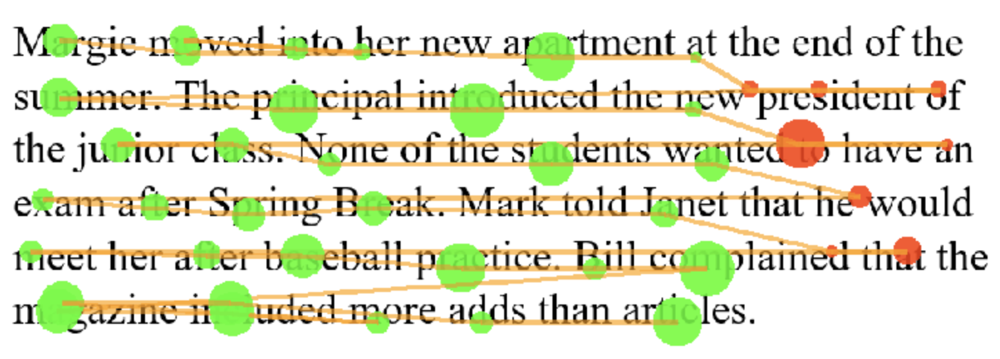 Margie moved into her new apartment at the end of the
summer. The principal introduced the new president of
the junior class. None of the students wanted to have an
exam after Spring Break. Mark told Janet that he would
meet her after baseball practice. Bill complained that the
magazine included more adds than articles.